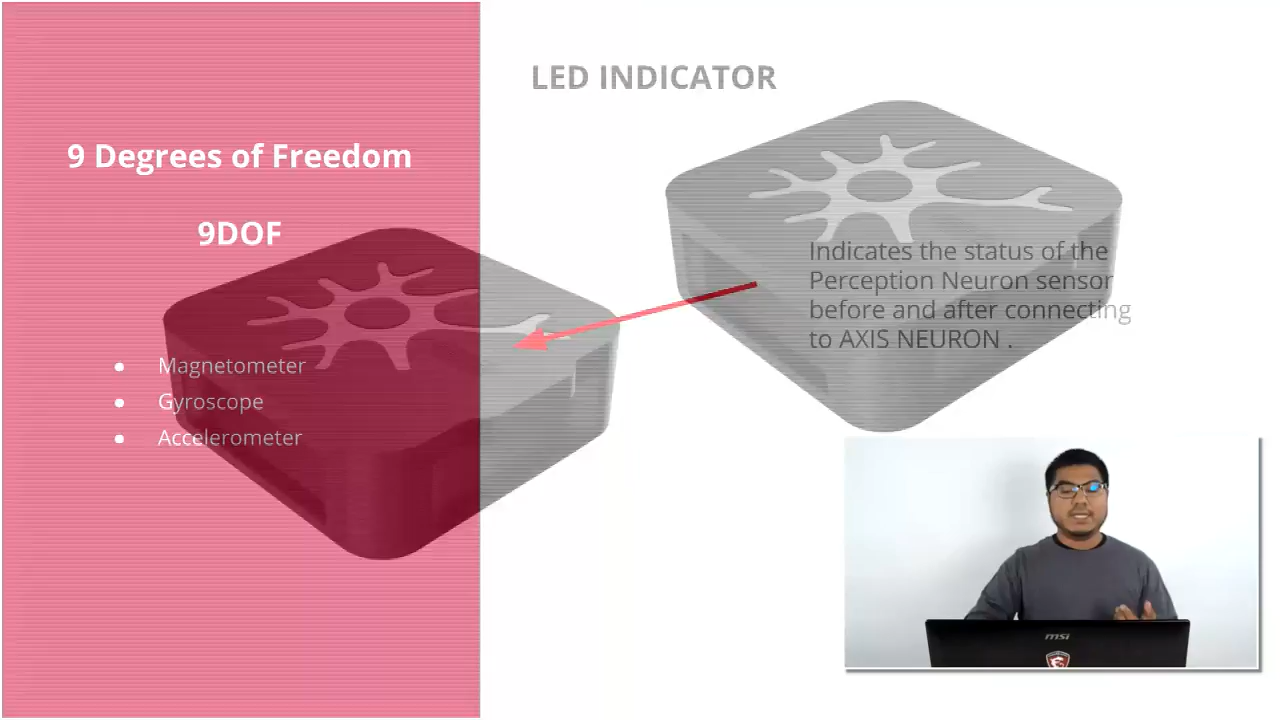 LED INDICATOR
9 Degrees of Freedom
9DOF
Magnetometer
Gyroscope
Accelerometer
Indicates the status of the
Perception Neuron sensor
before and after connecting
to AXIS NEURON .
msi